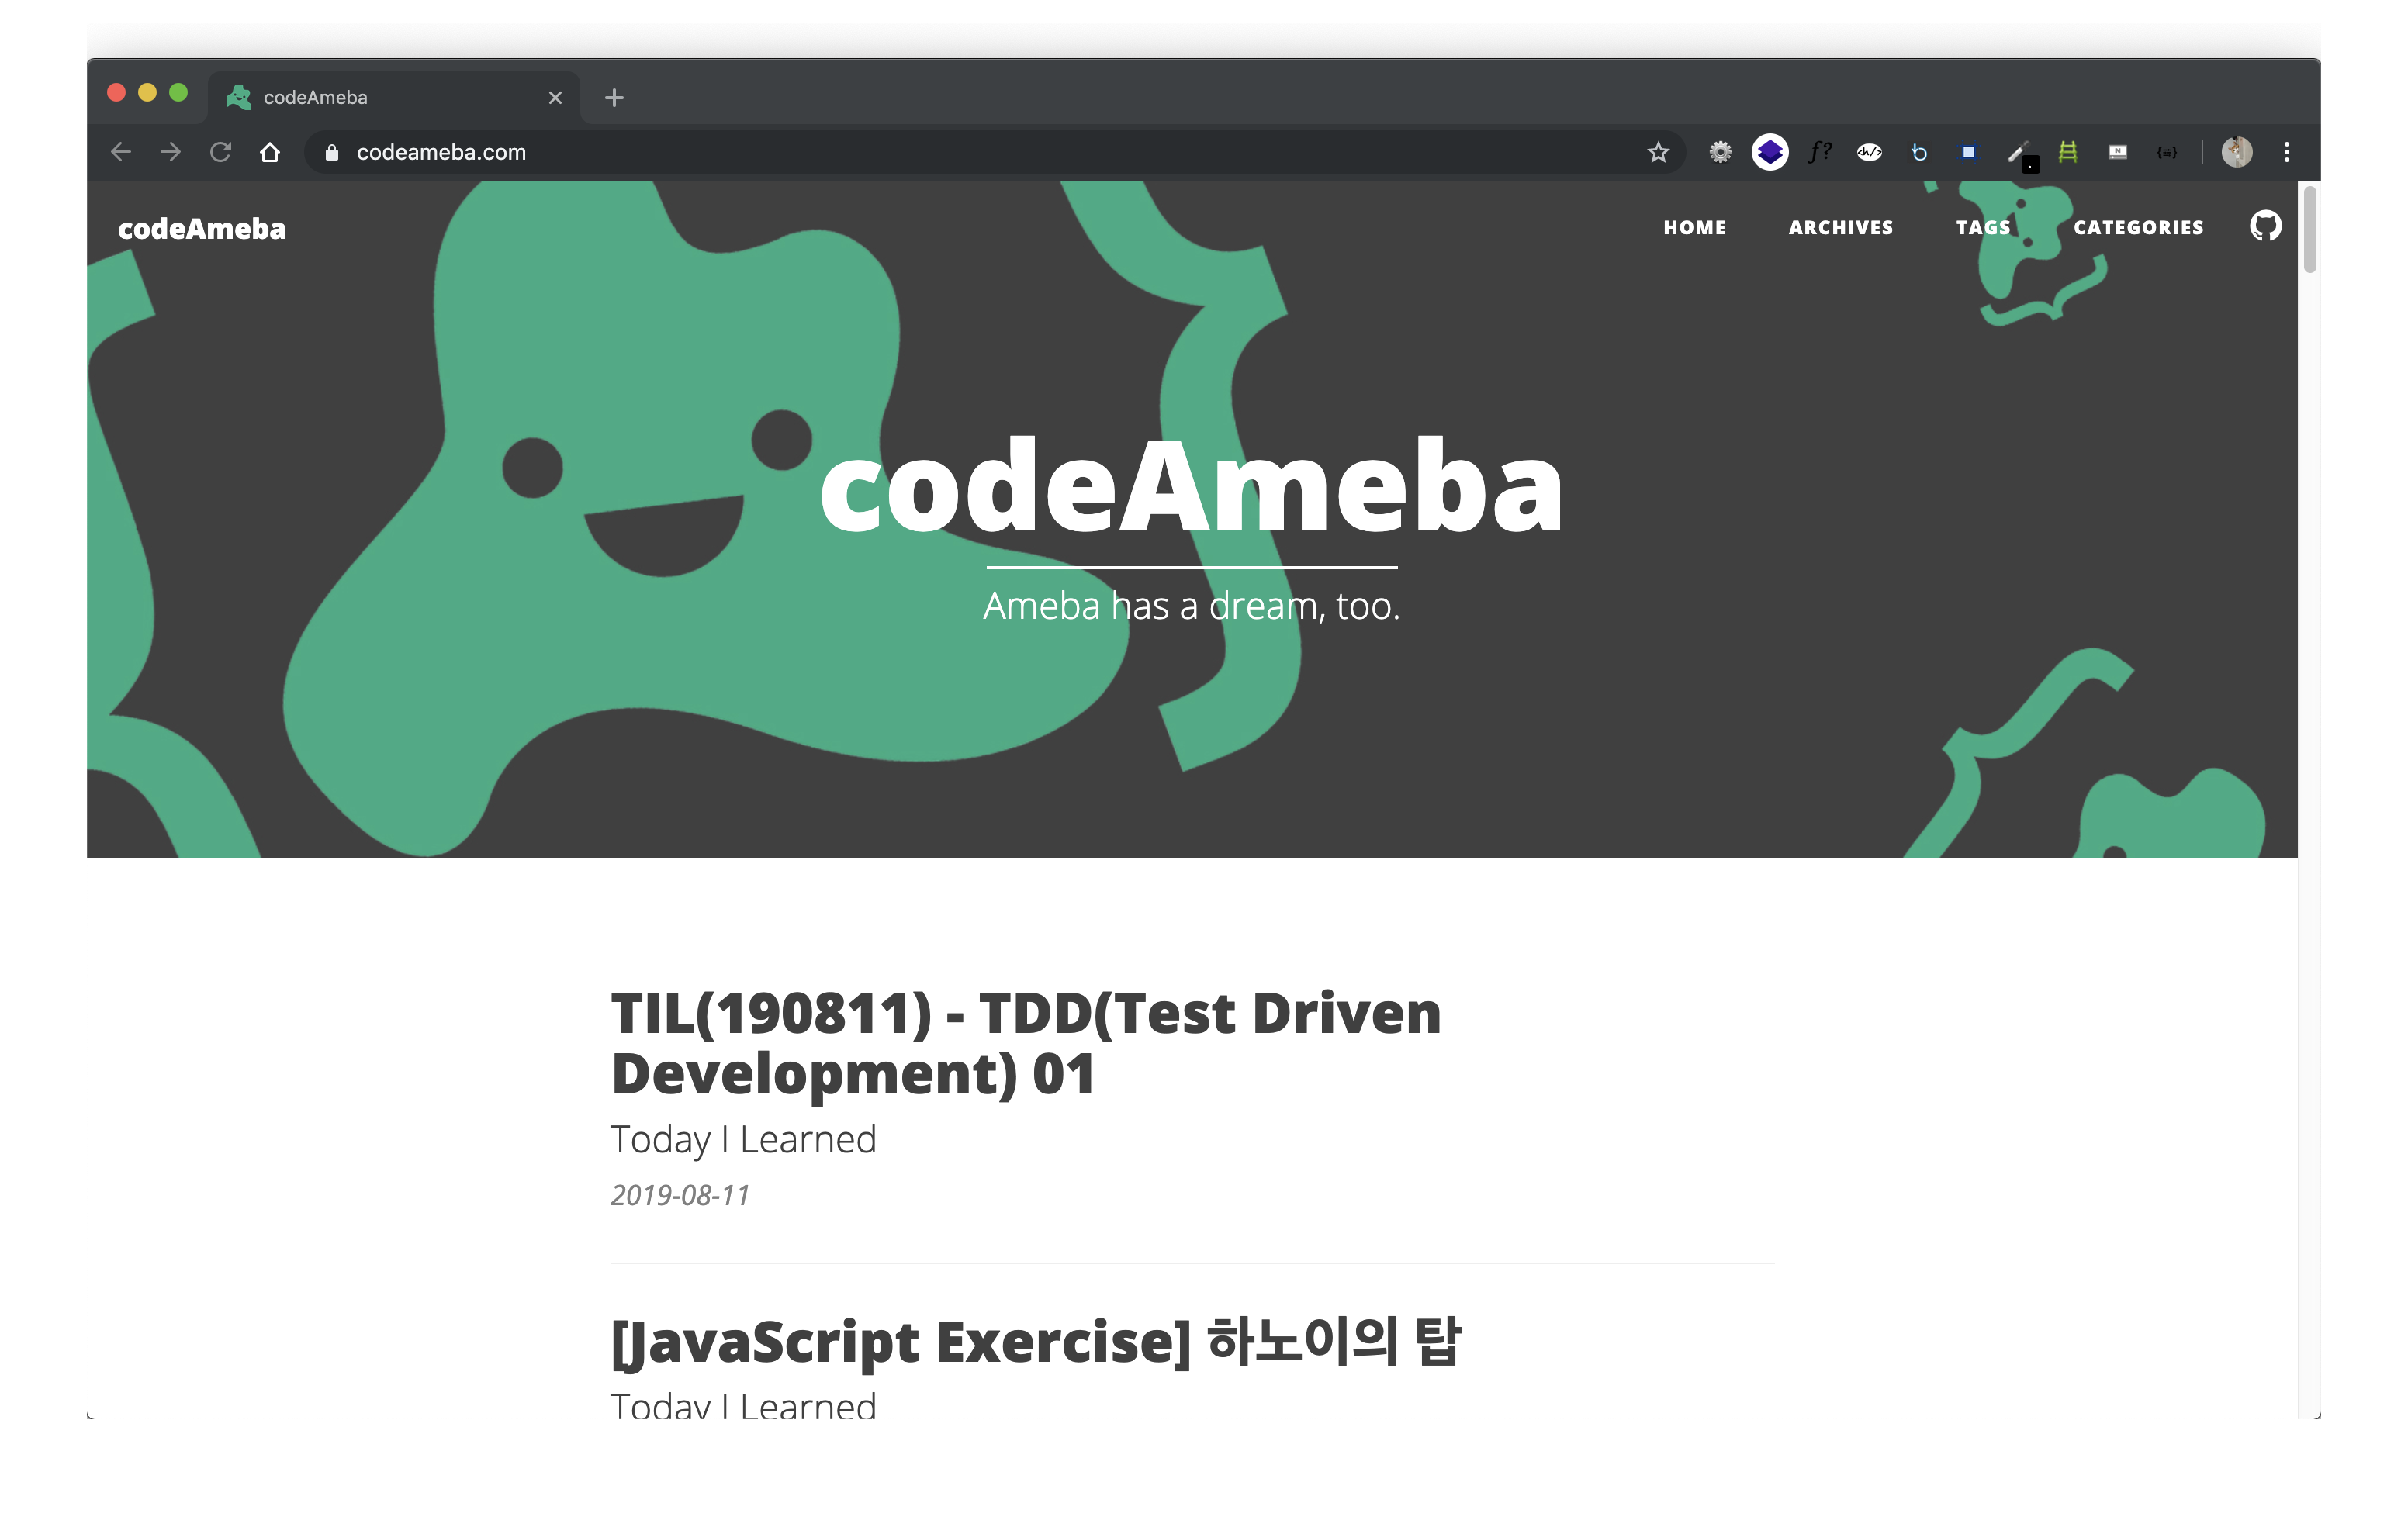 codeAmeba
codeameba.com
codeAmeba
HOME ARCHIVES TAGS CATEGORIES
codeAmeba
Ameba has a dream, too.
TIL(190811) - TDD(Test Driven
Development) 01
Today I Learned
2019-08-11
[JavaScript Exercise] 하노이의 탑
Today I Learned